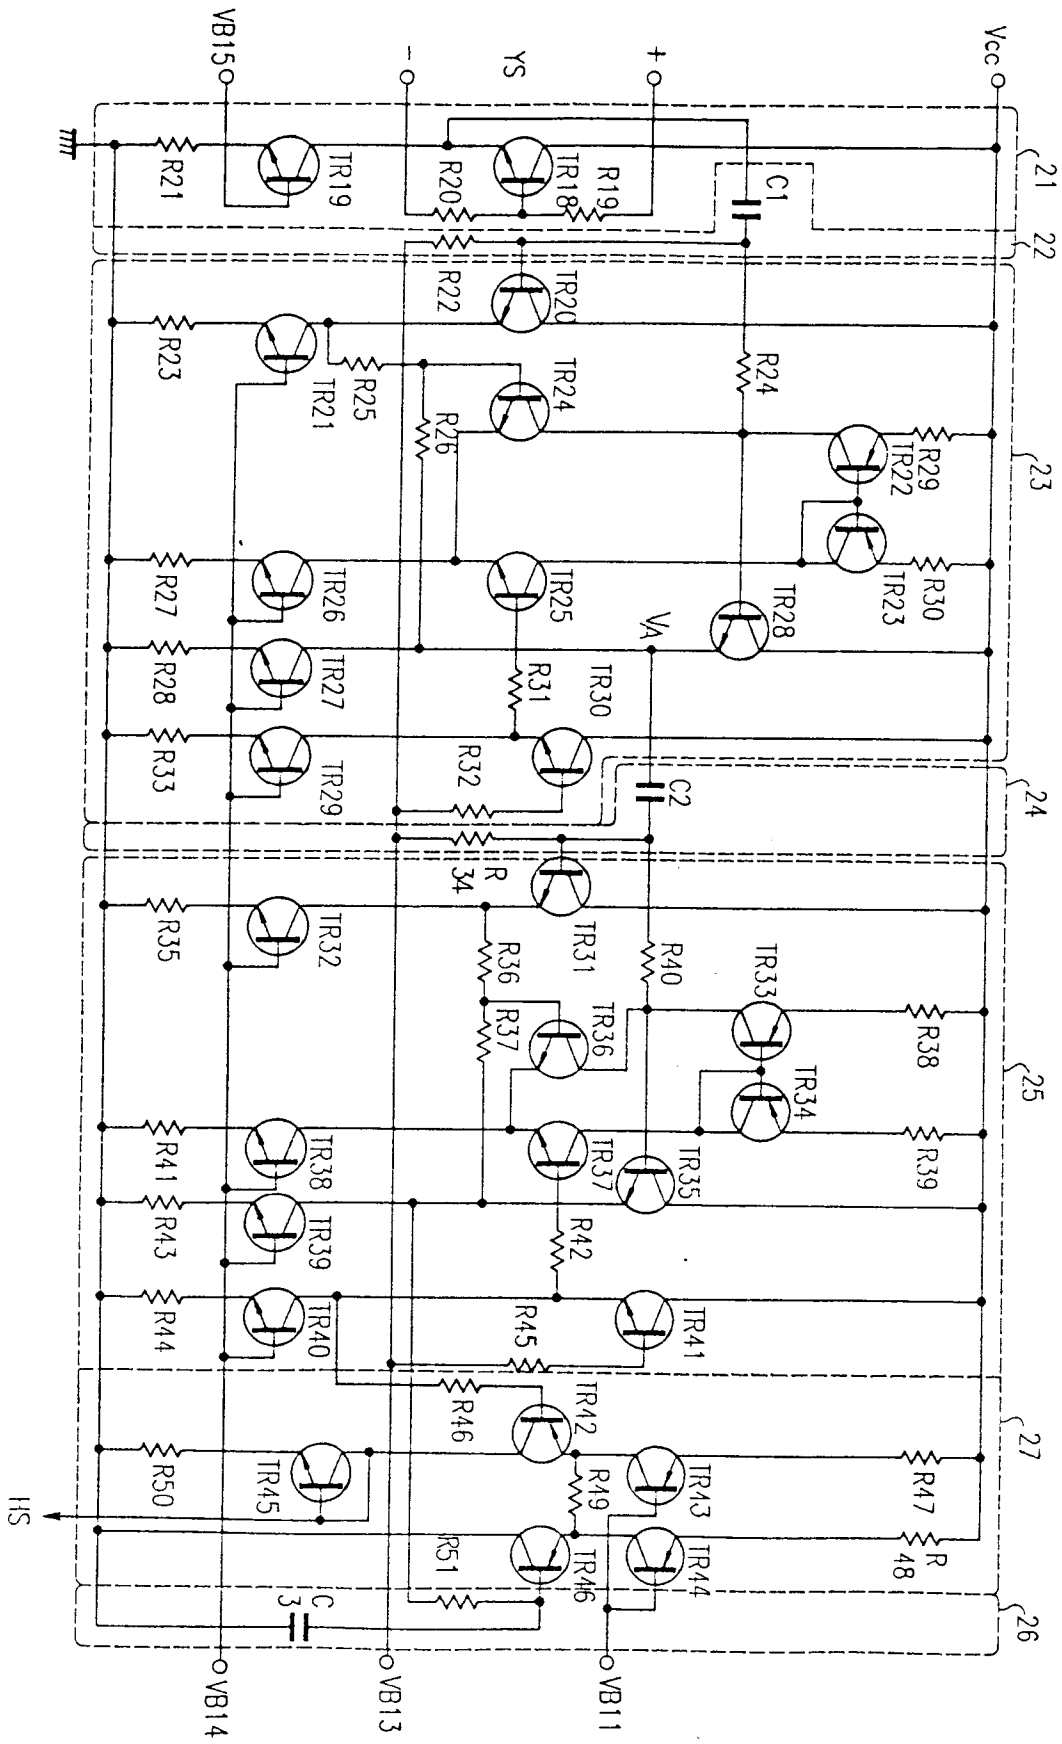 Vcc
+
YS
-
VB15
21
22
23
24
25
27
26
C1
R19
TR18
R20
TR19
R21
R22
TR20
R23
TR21
R25
R26
TR24
R24
R29
TR22
TR23
R30
R27
TR26
TR25
TR28
VA
R28
TR27
R31
TR30
R33
TR29
R32
C2
R
34
TR31
R35
TR32
R36
R37
TR36
R40
TR33
R38
TR34
R39
R41
TR38
TR37
TR35
R43
TR39
R42
R44
TR40
R45
TR41
R46
TR42
TR43
R47
R50
TR45
R49
R51
TR46
TR44
R
48
C
3
HS
VB14
VB13
VB11